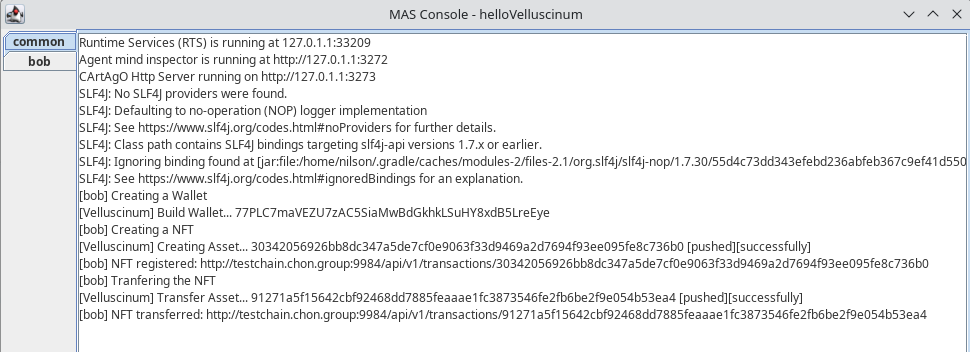 MAS Console - helloVelluscinum
common
bob
Runtime Services (RTS) is running at 127.0.1.1:33209
Agent mind inspector is running at http://127.0.1.1:3272
CArtAgO Http Server running on http://127.0.1.1:3273
SLF4J: No SLF4J providers were found.
SLF4J: Defaulting to no-operation (NOP) logger implementation
SLF4J: See https://www.slf4j.org/codes.html#noProviders for further details.
SLF4J: Class path contains SLF4J bindings targeting slf4j-api versions 1.7.x or earlier.
SLF4J: Ignoring binding found at [jar:file:/home/nilson/.gradle/caches/modules-2/files-2.1/org.slf4j/slf4j-nop/1.7.30/55d4c73dd343efebd236abfeb367c9ef41d550
SLF4J: See https://www.slf4j.org/codes.html#ignoredBindings for an explanation.
[bob] Creating a Wallet
[Velluscinum] Build Wallet... 77PLC7maVEZU7zAC5SiaMwBdGkhkLSuHY8xdB5LreEye
[bob] Creating a NFT
[Velluscinum] Creating Asset... 30342056926bb8dc347a5de7cf0e9063f33d9469a2d7694f93ee095fe8c736b0 [pushed][successfully]
[bob] NFT registered: http://testchain.chon.group:9984/api/v1/transactions/30342056926bb8dc347a5de7cf0e9063f33d9469a2d7694f93ee095fe8c736b0
[bob] Tranfering the NFT
[Velluscinum] Transfer Asset... 91271a5f15642cbf92468dd7885feaaae1fc3873546fe2fb6be2f9e054b53ea4 [pushed][successfully]
[bob] NFT transferred: http://testchain.chon.group:9984/api/v1/transactions/91271a5f15642cbf92468dd7885feaaae1fc3873546fe2fb6be2f9e054b53ea4